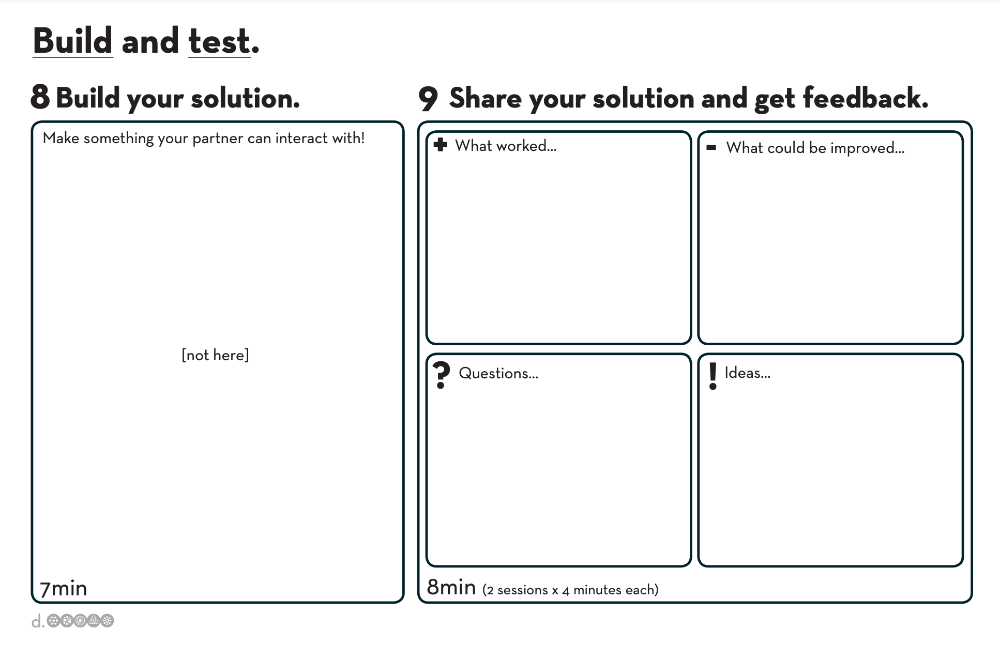 Build and test.
8 Build your solution.
Make something your partner can interact with!
[not here]
7min
9 Share your solution and get feedback.
+ What worked...
- What could be improved...
? Questions...
! Ideas...
8min (2 sessions x 4 minutes each)
d.